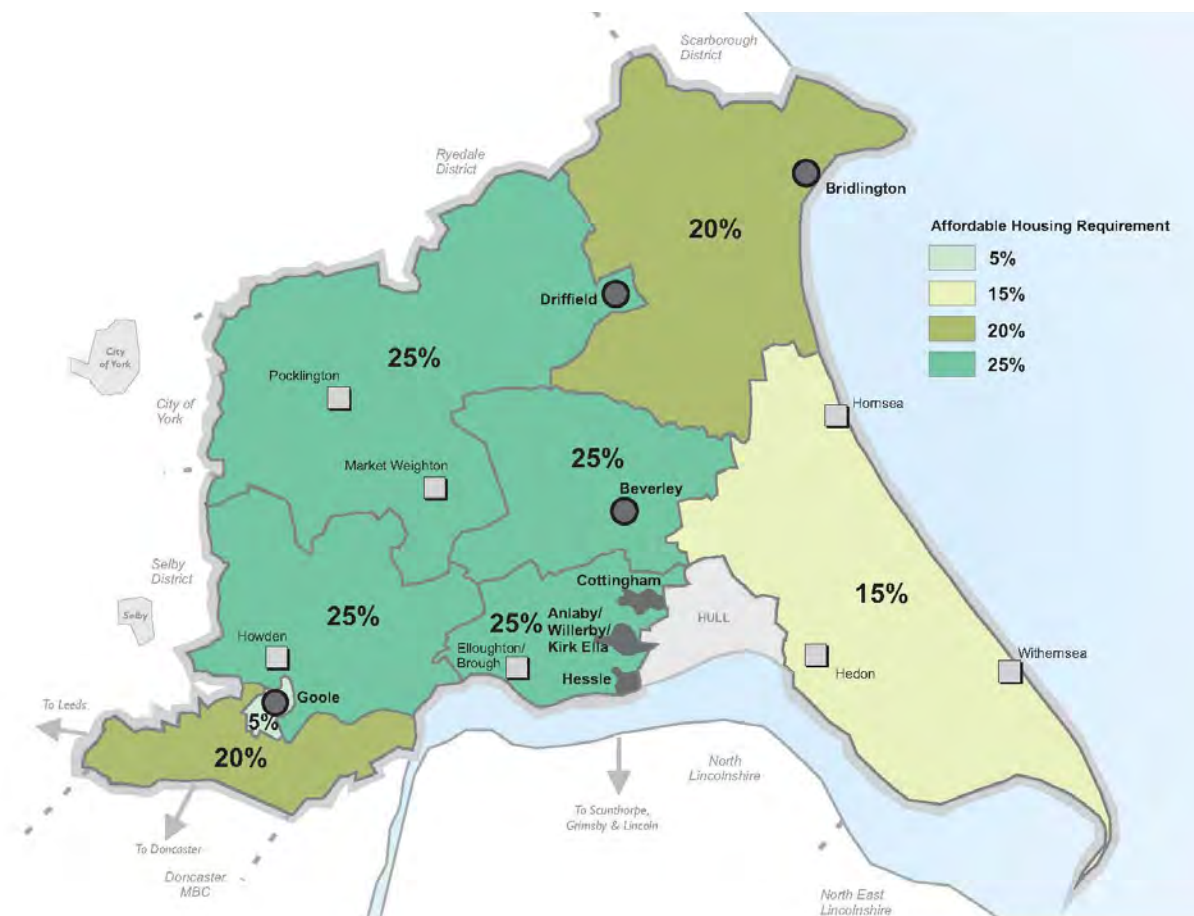 Scarborough
District
Ryedale
District
Bridlington
20%
Affordable Housing Requirement
5%
15%
20%
25%
Driffield
City
of York
25%
Pocklington
City of
York
Hornsea
Market Weighton
25%
Beverley
Selby
District
Cottingham
Selby
25%
25%
Anlaby/
Willerby/
Kirk Ella
HULL
15%
Howden
Elloughton/
Brough
Hedon
Withernsea
Hessle
Goole
To Leeds
5%
20%
North
Lincolnshire
To Scunthorpe,
Grimsby & Lincoln
To Doncaster
Doncaster
MBC
North East
Lincolnshire